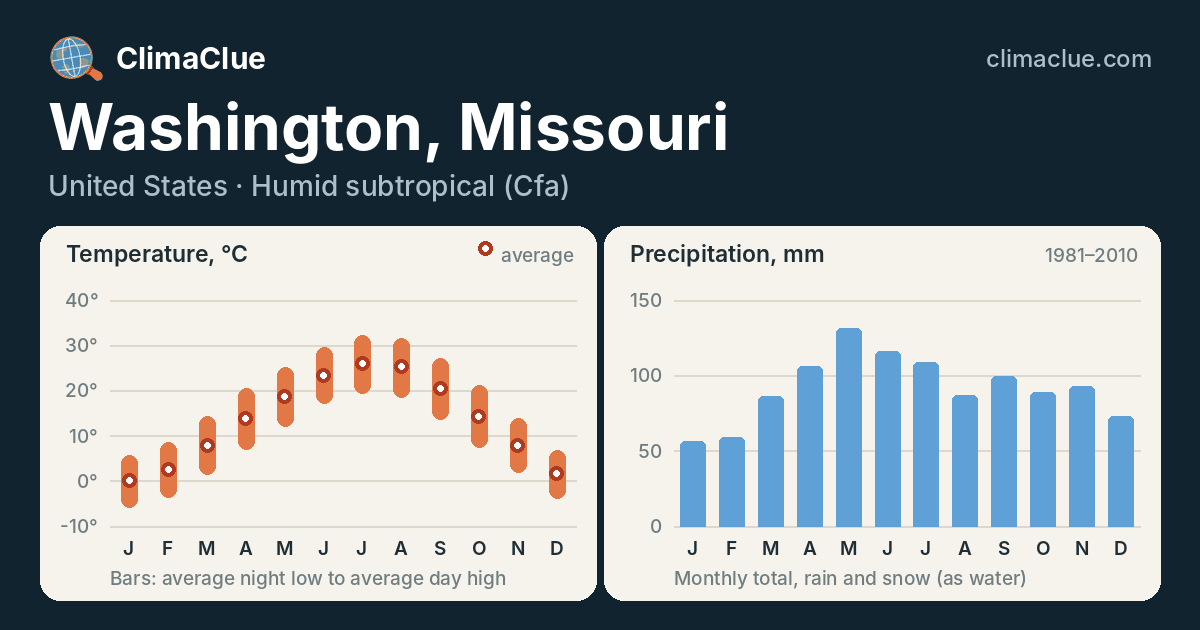 ClimaClue
climaclue.com
Washington, Missouri
United States · Humid subtropical (Cfa)
Temperature, °C
average
40°
30°
20°
10°
0°
-10°
J F M A M J J A S O N D
Bars: average night low to average day high
Precipitation, mm
1981–2010
150
100
50
0
J F M A M J J A S O N D
Monthly total, rain and snow (as water)